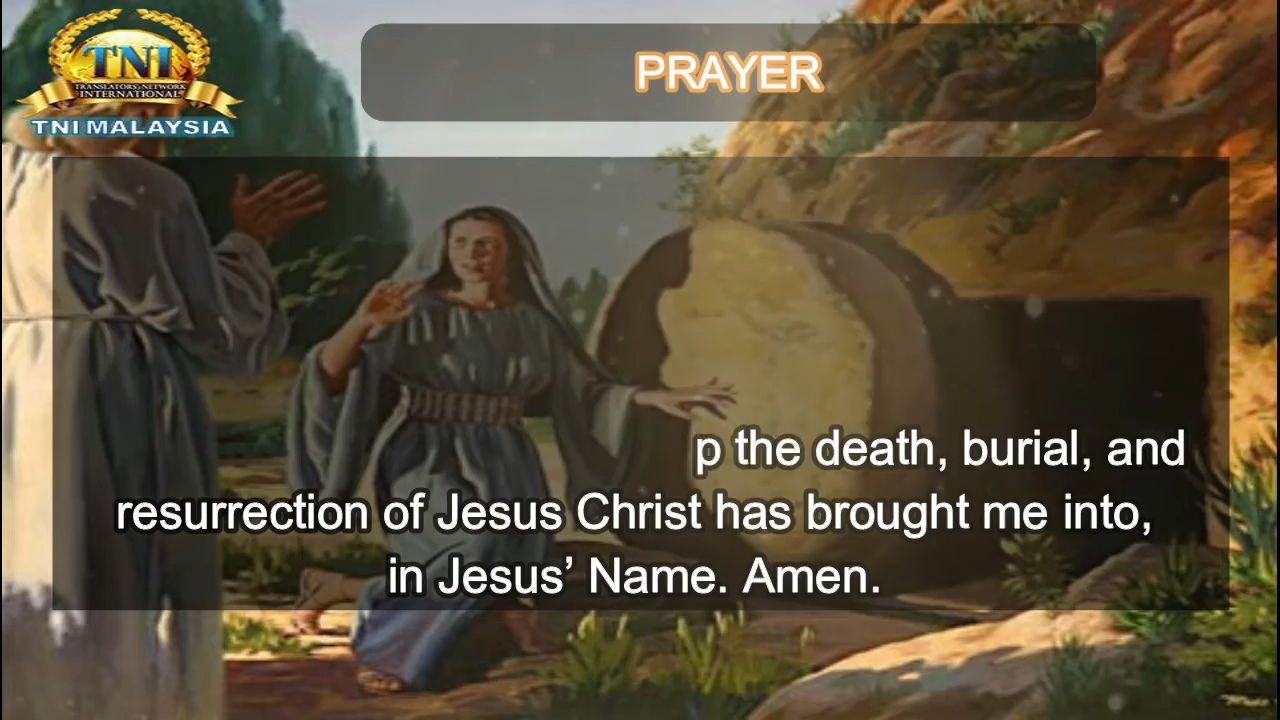 TNI
TRANSLATORS NETWORK
INTERNATIONAL
TNI MALAYSIA
PRAYER
p the death, burial, and
resurrection of Jesus Christ has brought me into,
in Jesus’ Name. Amen.